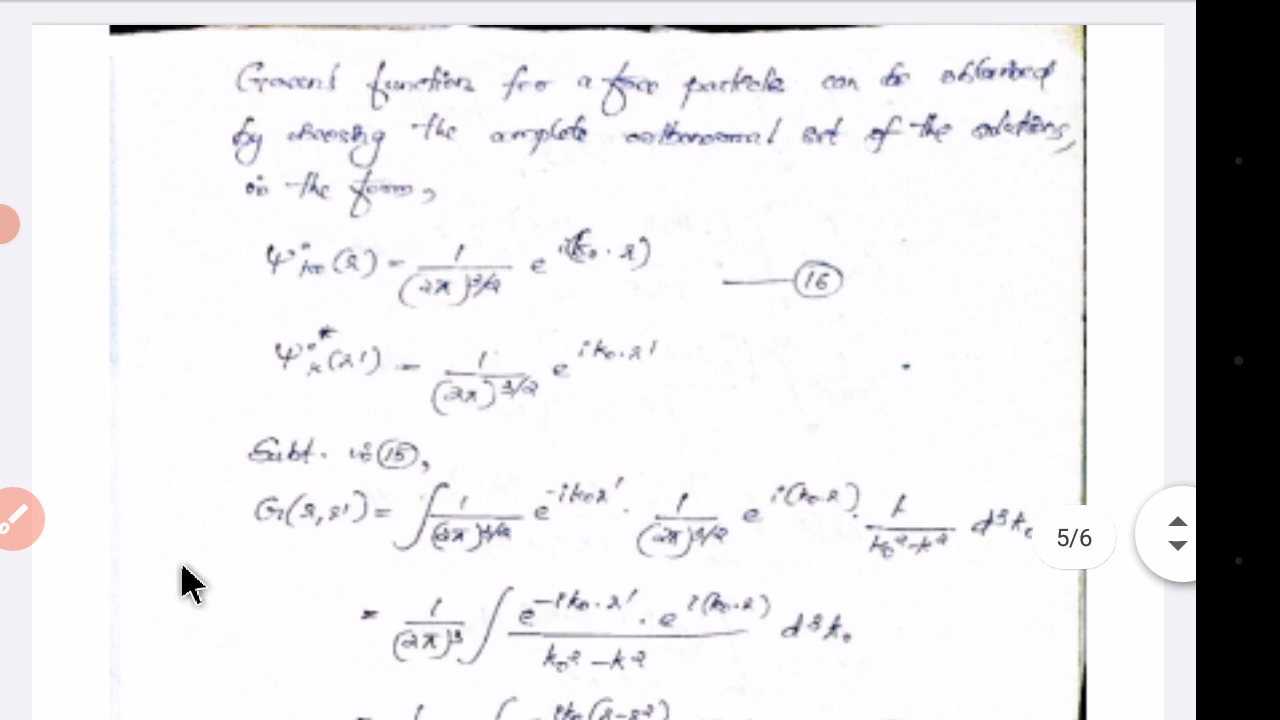 Green's function for a free particle can be obtained
by choosing the complete orthonormal set of the solutions,
in the form,
ψ°ₖ₀(r) = 1/(2π)^3/2 e^i(k₀·r) —— (16)
ψ°*ₖ(r') = 1/(2π)^3/2 e^ik₀·r'
Subt. in (15),
G(r,r') = ∫ 1/(2π)^3/2 e^-ik₀r' · 1/(2π)^3/2 e^i(k₀·r) · 1/(k₀²-k²) d³k₀
5/6
= 1/(2π)³ ∫ e^-ik₀·r' · e^i(k₀·r) / (k₀²-k²) d³k₀